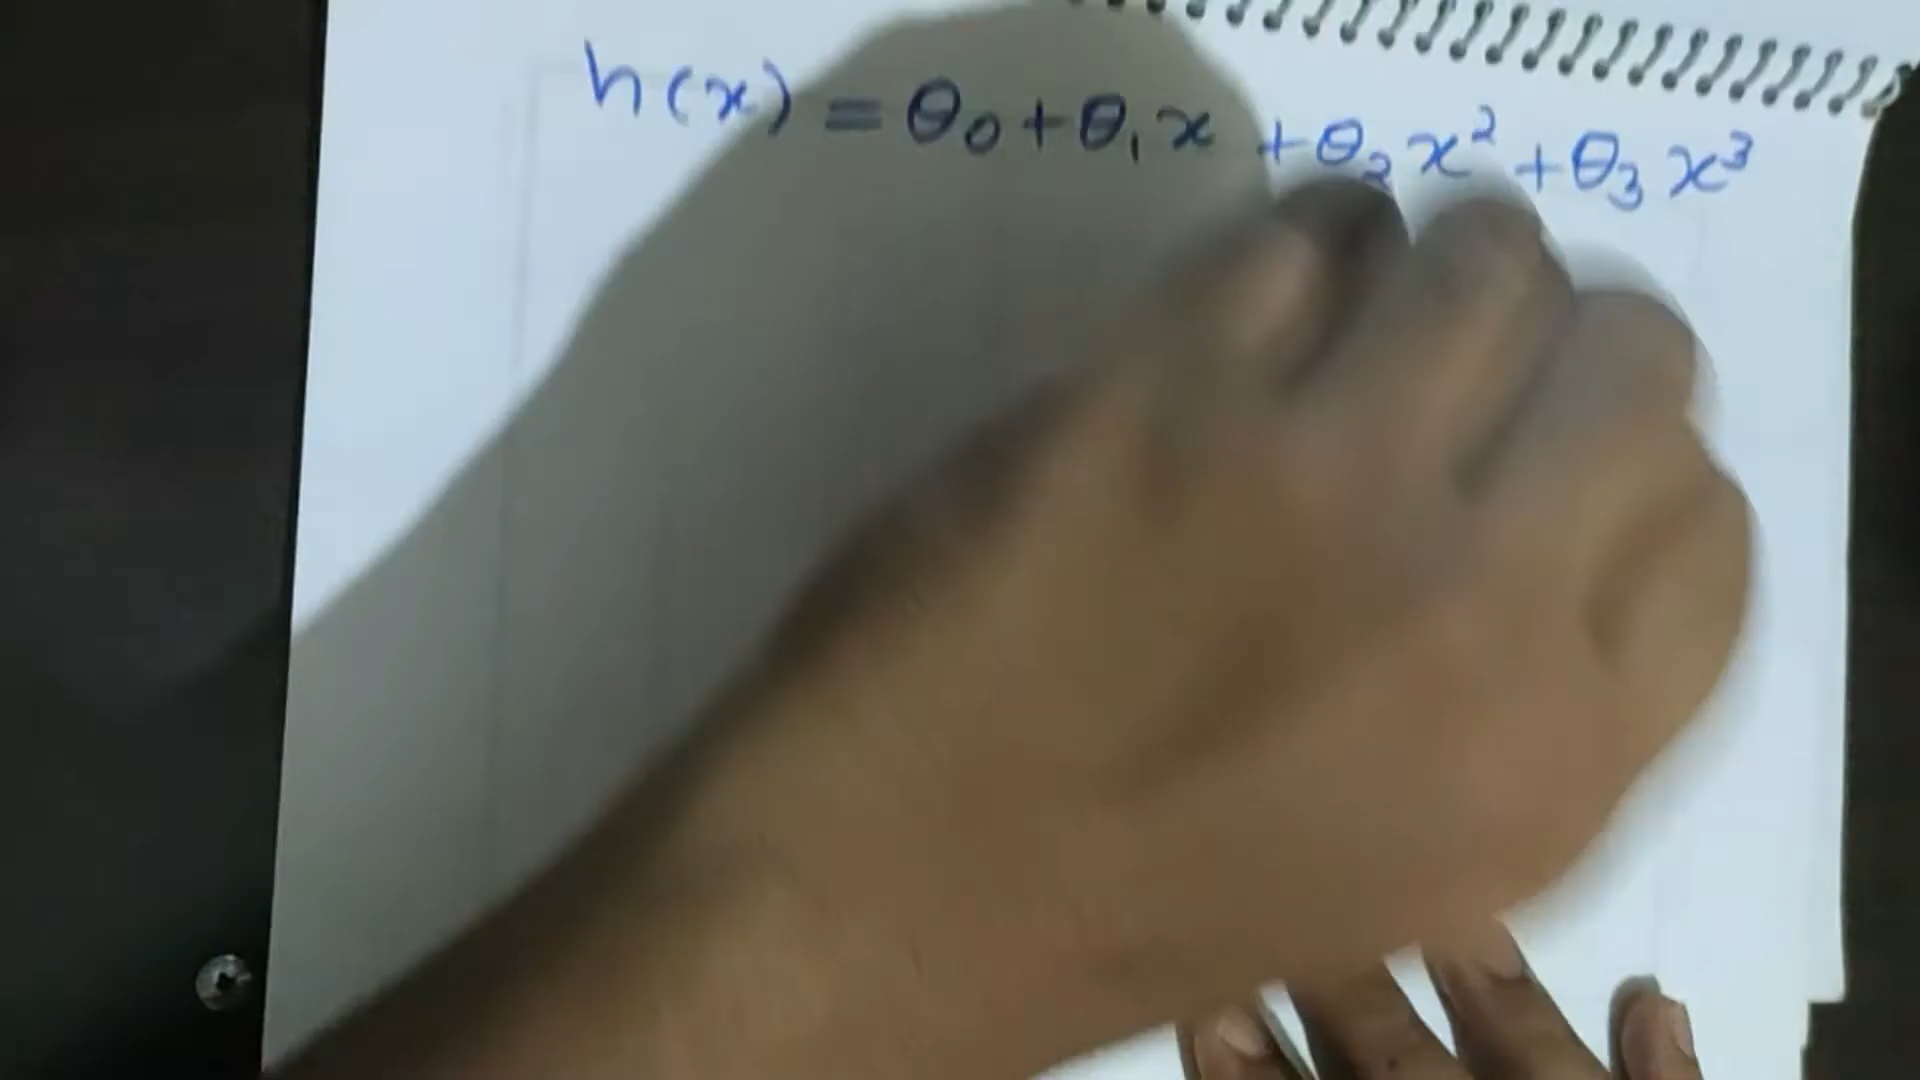 h(x) = θ₀ + θ₁x + θ₂x² + θ₃x³